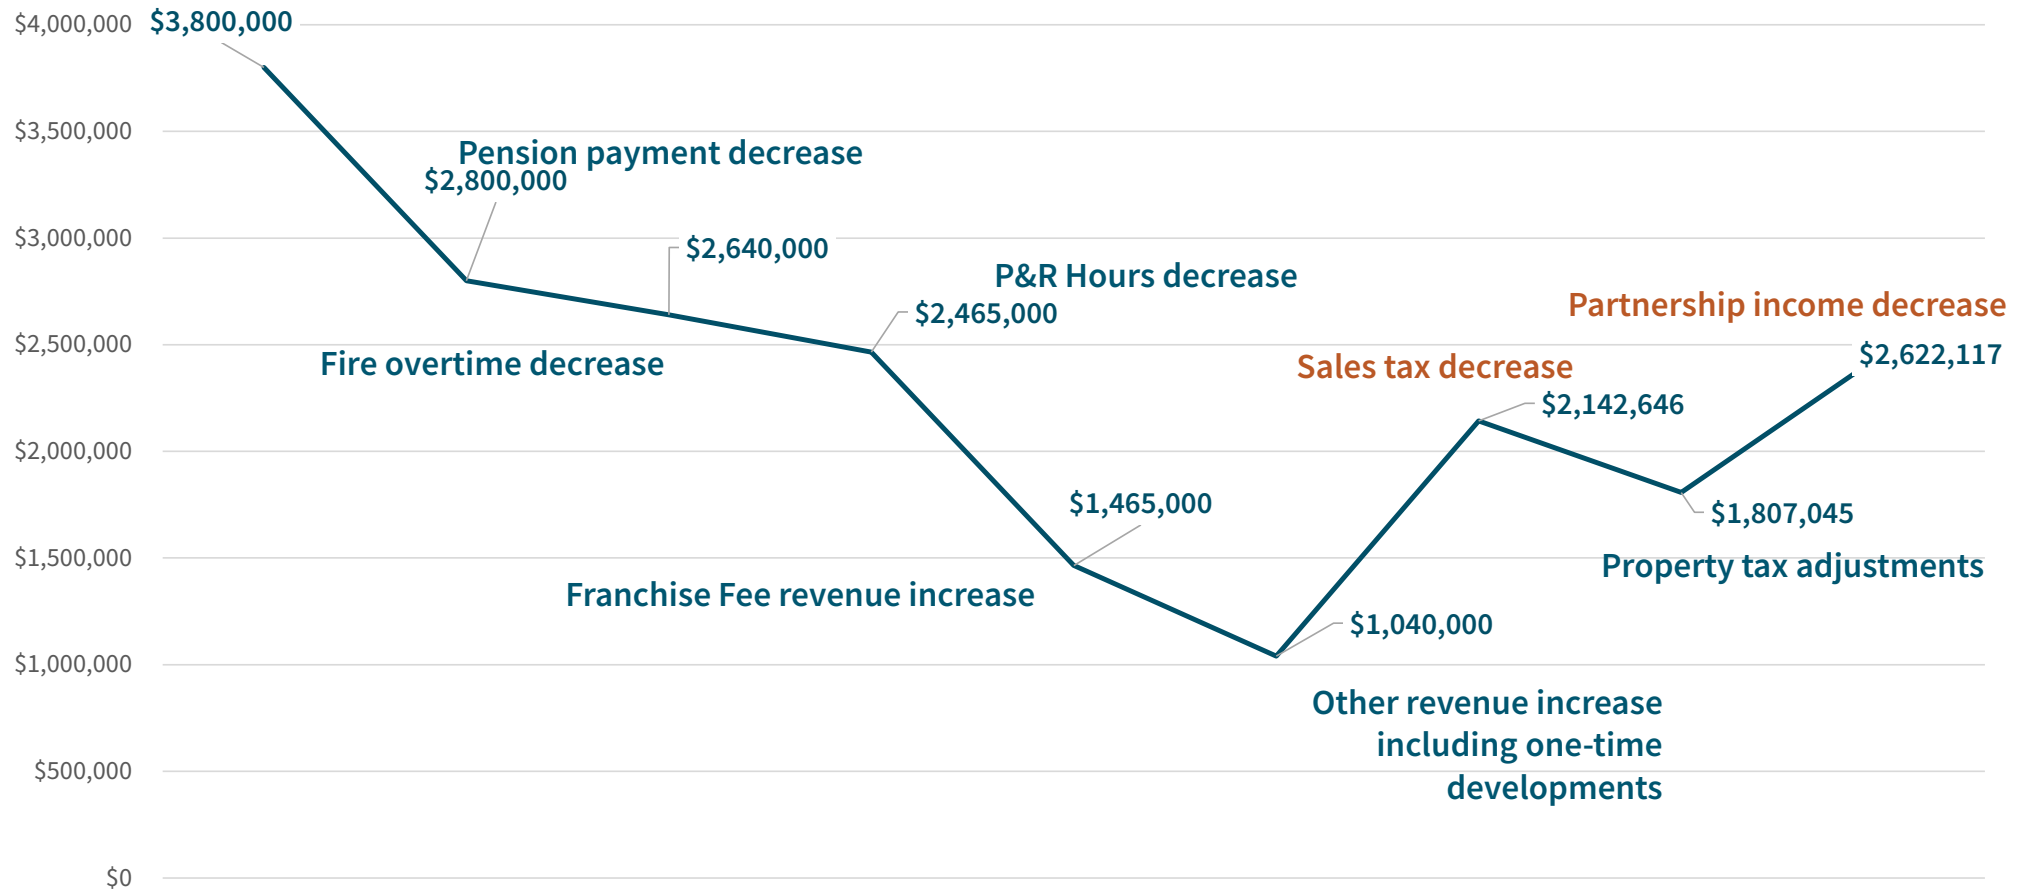 $4,000,000
$3,800,000
$3,500,000
Pension payment decrease
$2,800,000
$3,000,000
$2,640,000
P&R Hours decrease
$2,465,000
Partnership income decrease
$2,500,000
$2,622,117
Fire overtime decrease
Sales tax decrease
$2,142,646
$2,000,000
$1,465,000
$1,807,045
$1,500,000
Property tax adjustments
Franchise Fee revenue increase
$1,040,000
$1,000,000
Other revenue increase
including one-time
developments
$500,000
$0